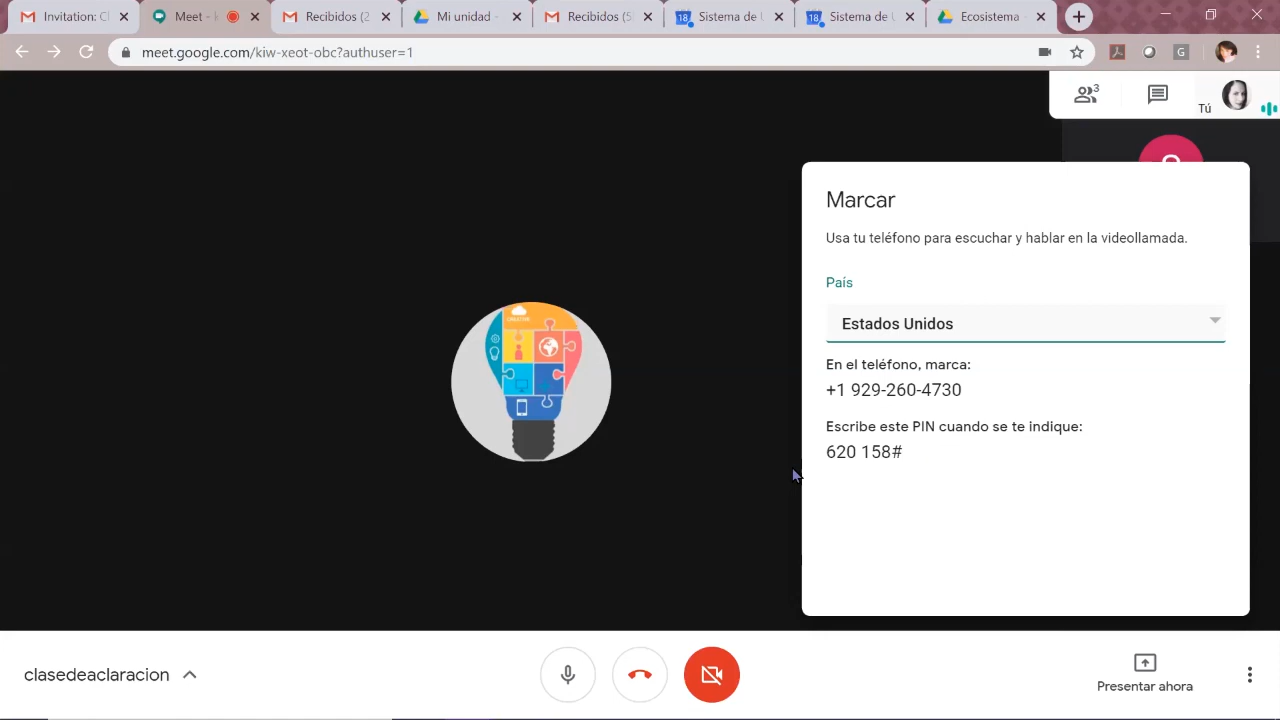 Invitation: Cl
Meet - k
Recibidos (2
Mi unidad -
Recibidos (5
Sistema de U
Sistema de U
Ecosistema -
meet.google.com/kiw-xeot-obc?authuser=1
3
Tú
Marcar
Usa tu teléfono para escuchar y hablar en la videollamada.
País
Estados Unidos
En el teléfono, marca:
+1 929-260-4730
Escribe este PIN cuando se te indique:
620 158#
clasedeaclaracion
Presentar ahora